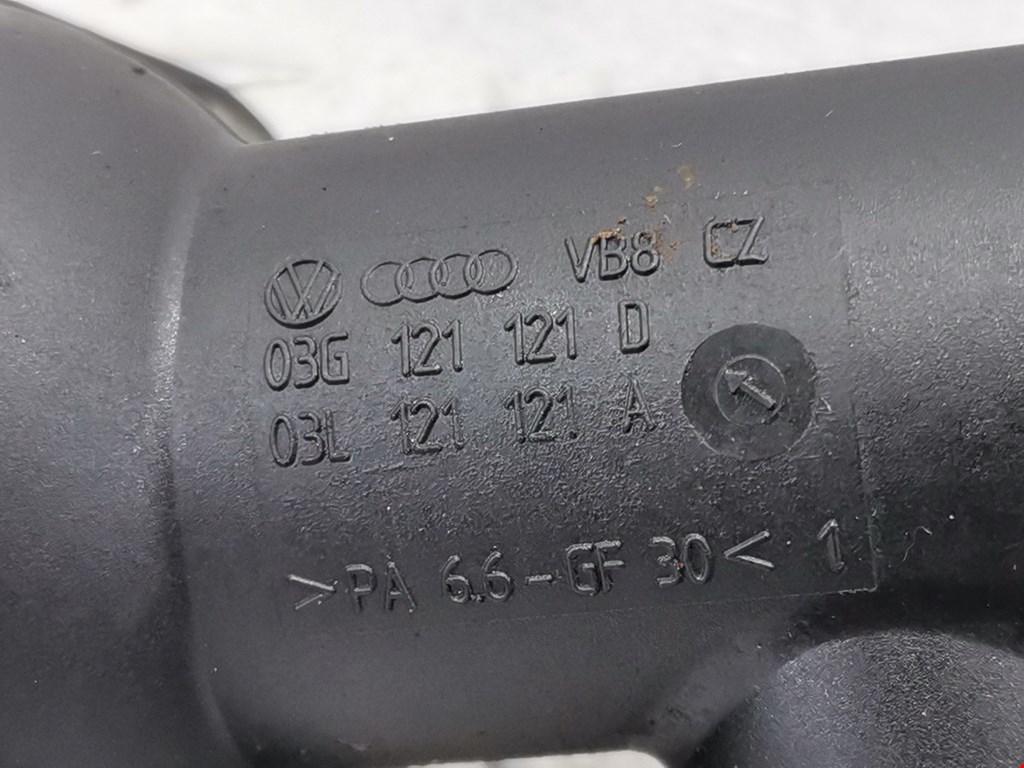 VB8 CZ
03G 121 121 D
03L 121 121 A
>PA 6.6-GF 30< 1